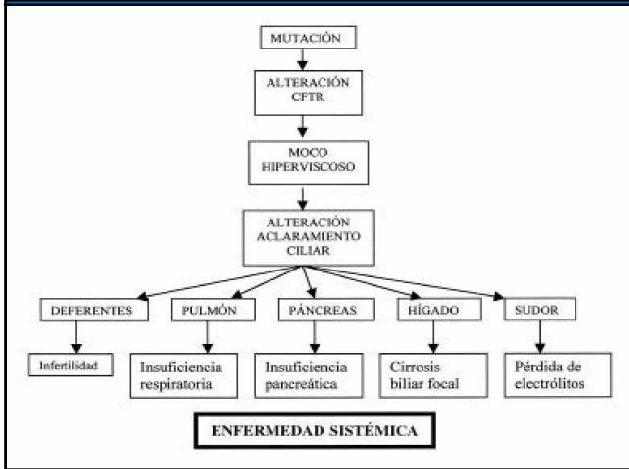 MUTACIÓN
ALTERACIÓN
CFTR
MOCO
HIPERVISCOSO
ALTERACIÓN
ACLARAMIENTO
CILIAR
DEFERENTES
PULMÓN
PÁNCREAS
HÍGADO
SUDOR
Infertilidad
Insuficiencia
respiratoria
Insuficiencia
pancreática
Cirrosis
biliar focal
Pérdida de
electrólitos
ENFERMEDAD SISTÉMICA